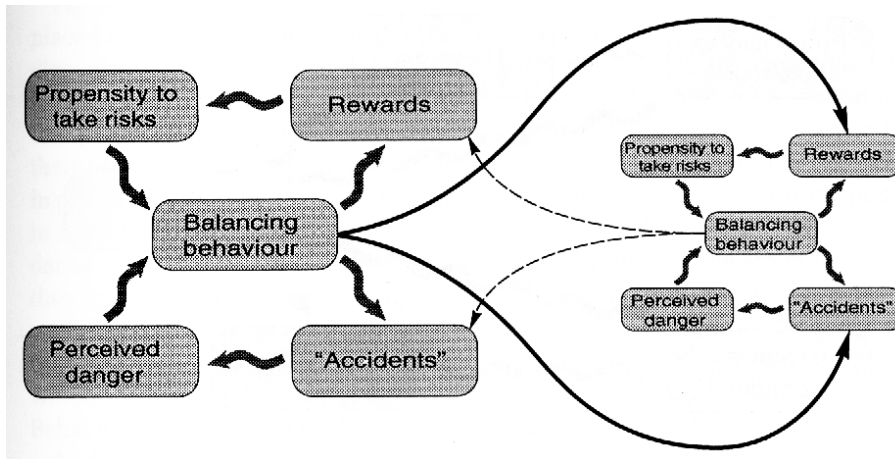 Propensity to
take risks
Rewards
Balancing
behaviour
Perceived
danger
“Accidents”
Propensity to
take risks
Rewards
Balancing
behaviour
Perceived
danger
"Accidents"